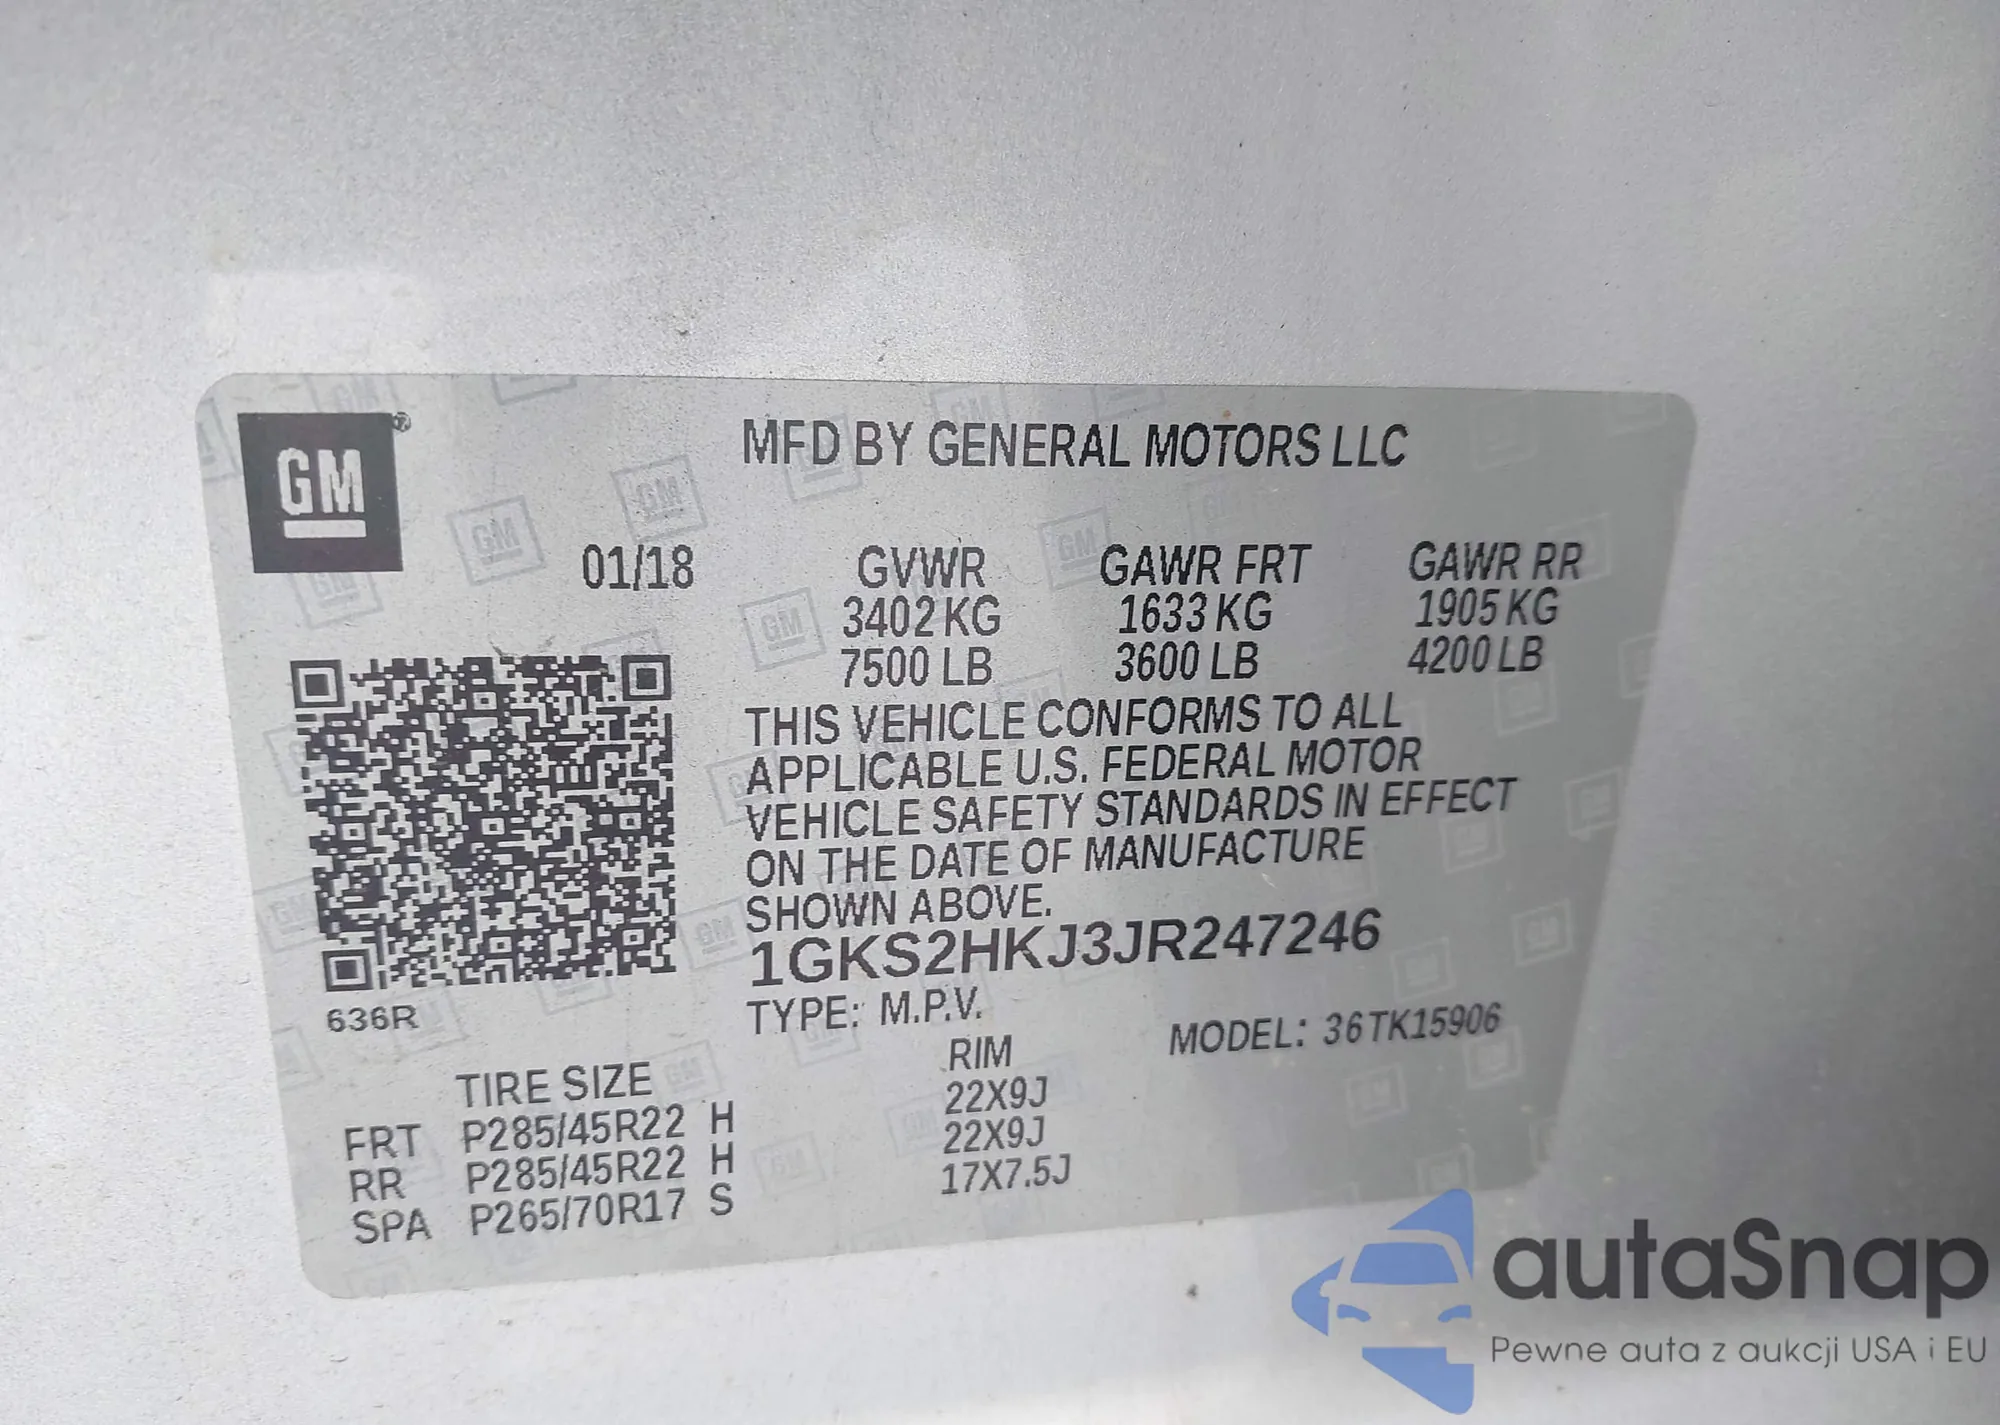 GM®
MFD BY GENERAL MOTORS LLC
01/18 GVWR GAWR FRT GAWR RR
3402 KG 1633 KG 1905 KG
7500 LB 3600 LB 4200 LB
THIS VEHICLE CONFORMS TO ALL
APPLICABLE U.S. FEDERAL MOTOR
VEHICLE SAFETY STANDARDS IN EFFECT
ON THE DATE OF MANUFACTURE
SHOWN ABOVE.
1GKS2HKJ3JR247246
636R
TYPE: M.P.V. MODEL: 36TK15906
TIRE SIZE RIM
FRT P285/45R22 H 22X9J
RR P285/45R22 H 22X9J
SPA P265/70R17 S 17X7.5J
autaSnap
Pewne auta z aukcji USA i EU